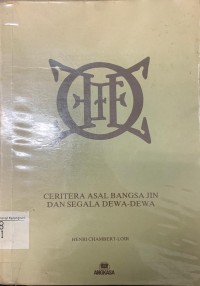 CERITERA ASAL BANGSA JIN
DAN SEGALA DEWA-DEWA
HENRI CHAMBERT-LOIR
ANGKASA